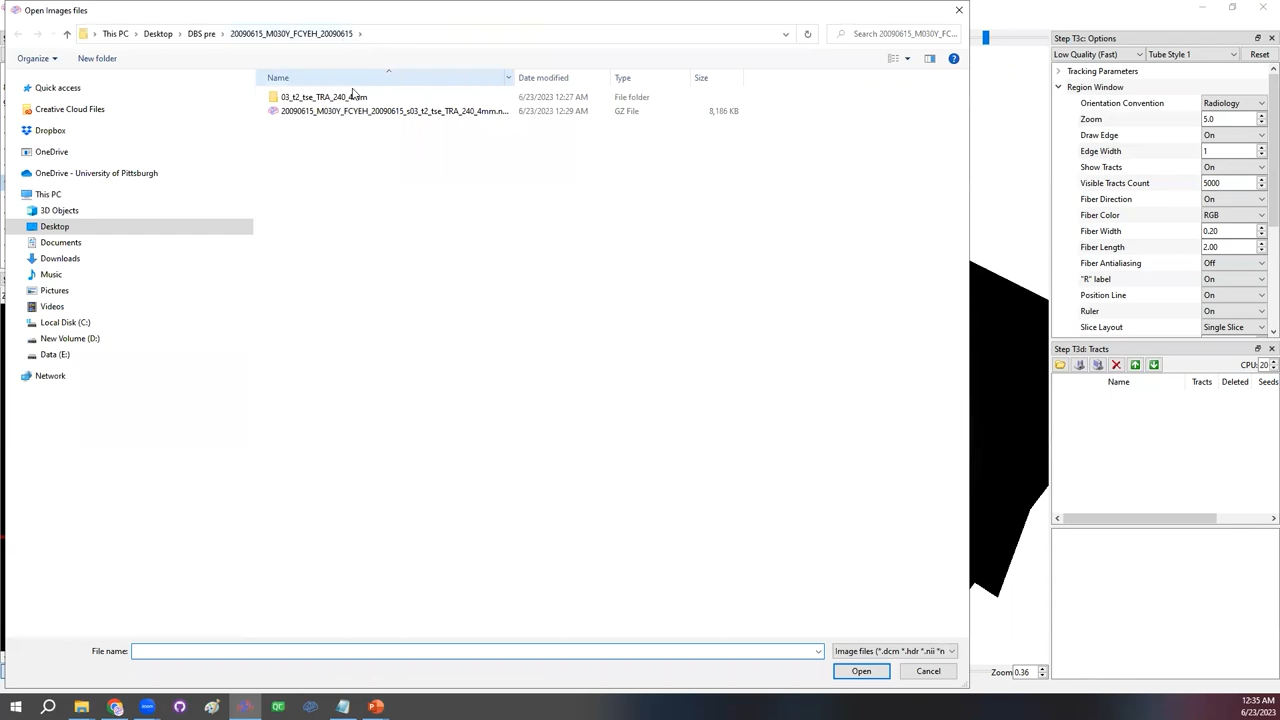 Open Images files
This PC > Desktop > DBS pre > 20090615_M030Y_FCYEH_20090615 >
Search 20090615_M030Y_FC...
Organize
New folder
Name
Date modified
Type
Size
03_t2_tse_TRA_240_4mm
6/23/2023 12:27 AM
File folder
20090615_M030Y_FCYEH_20090615_s03_t2_tse_TRA_240_4mm.n...
6/23/2023 12:29 AM
GZ File
8,186 KB
Quick access
Creative Cloud Files
Dropbox
OneDrive
OneDrive - University of Pittsburgh
This PC
3D Objects
Desktop
Documents
Downloads
Music
Pictures
Videos
Local Disk (C:)
New Volume (D:)
Data (E:)
Network
File name:
Image files (*.dcm *.hdr *.nii *n
Open
Cancel
Step T3c: Options
Low Quality (Fast)
Tube Style 1
Reset
Tracking Parameters
Region Window
Orientation Convention
Radiology
Zoom
5.0
Draw Edge
On
Edge Width
1
Show Tracts
On
Visible Tracts Count
5000
Fiber Direction
On
Fiber Color
RGB
Fiber Width
0.20
Fiber Length
2.00
Fiber Antialiasing
Off
"R" label
On
Position Line
On
Ruler
On
Slice Layout
Single Slice
Step T3d: Tracts
CPU: 20
Name
Tracts
Deleted
Seeds
Zoom 0.36
QC
12:35 AM
6/23/2023